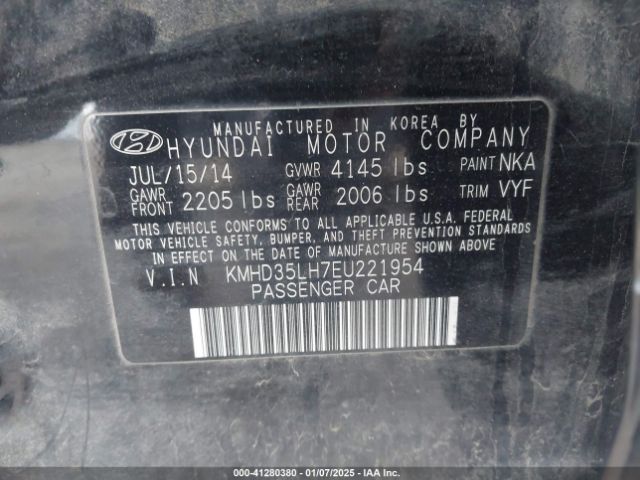 MANUFACTURED IN KOREA BY
HYUNDAI MOTOR COMPANY
JUL/15/14 GVWR 4145 lbs PAINT NKA
GAWR FRONT 2205 lbs GAWR REAR 2006 lbs TRIM VYF
THIS VEHICLE CONFORMS TO ALL APPLICABLE U.S.A. FEDERAL
MOTOR VEHICLE SAFETY, BUMPER, AND THEFT PREVENTION STANDARDS
IN EFFECT ON THE DATE OF MANUFACTURE SHOWN ABOVE.
V.I.N KMHD35LH7EU221954
PASSENGER CAR
000-41280380 - 01/07/2025 - IAA Inc.